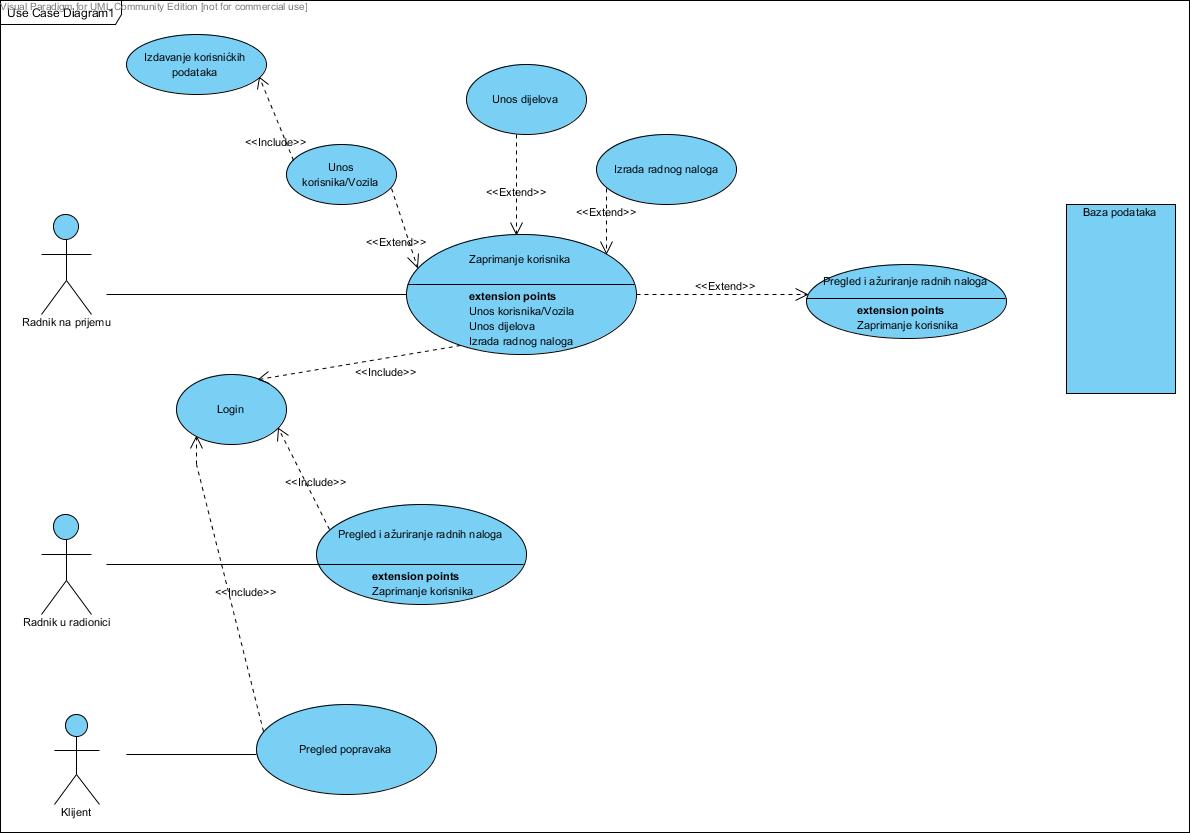 Visual Paradigm for UML Community Edition [not for commercial use]
Use Case Diagram1
Izdavanje korisničkih
podataka
Unos dijelova
<<Include>>
Unos
korisnika/Vozila
Izrada radnog naloga
<<Extend>>
<<Extend>>
Baza podataka
<<Extend>>
Zaprimanje korisnika
extension points
Unos korisnika/Vozila
Unos dijelova
Izrada radnog naloga
<<Extend>>
Pregled i ažuriranje radnih naloga
extension points
Zaprimanje korisnika
Radnik na prijemu
<<Include>>
Login
<<Include>>
Pregled i ažuriranje radnih naloga
extension points
Zaprimanje korisnika
<<Include>>
Radnik u radionici
Pregled popravaka
Klijent